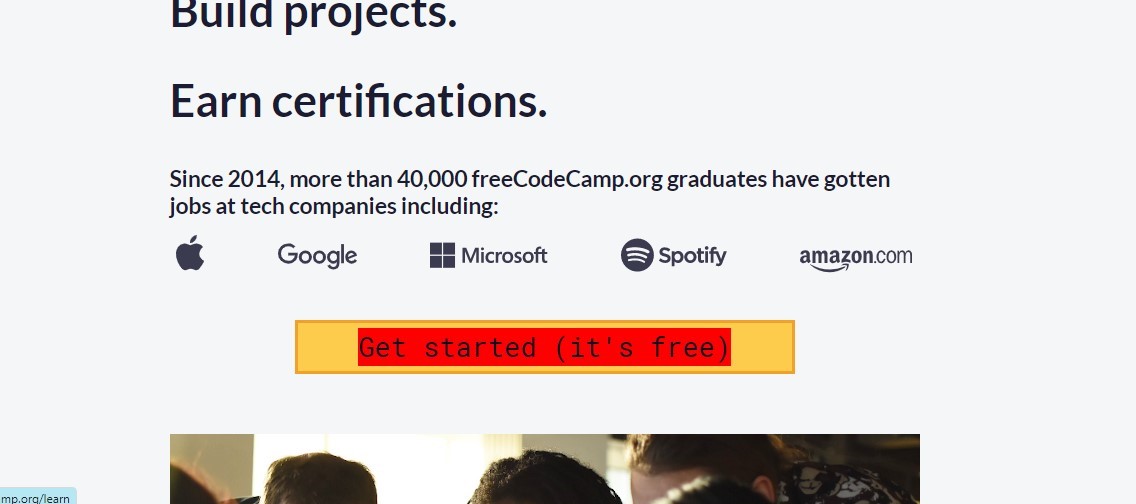 Build projects.
Earn certifications.
Since 2014, more than 40,000 freeCodeCamp.org graduates have gotten
jobs at tech companies including:
Google Microsoft Spotify amazon.com
Get started (it's free)
mp.org/learn